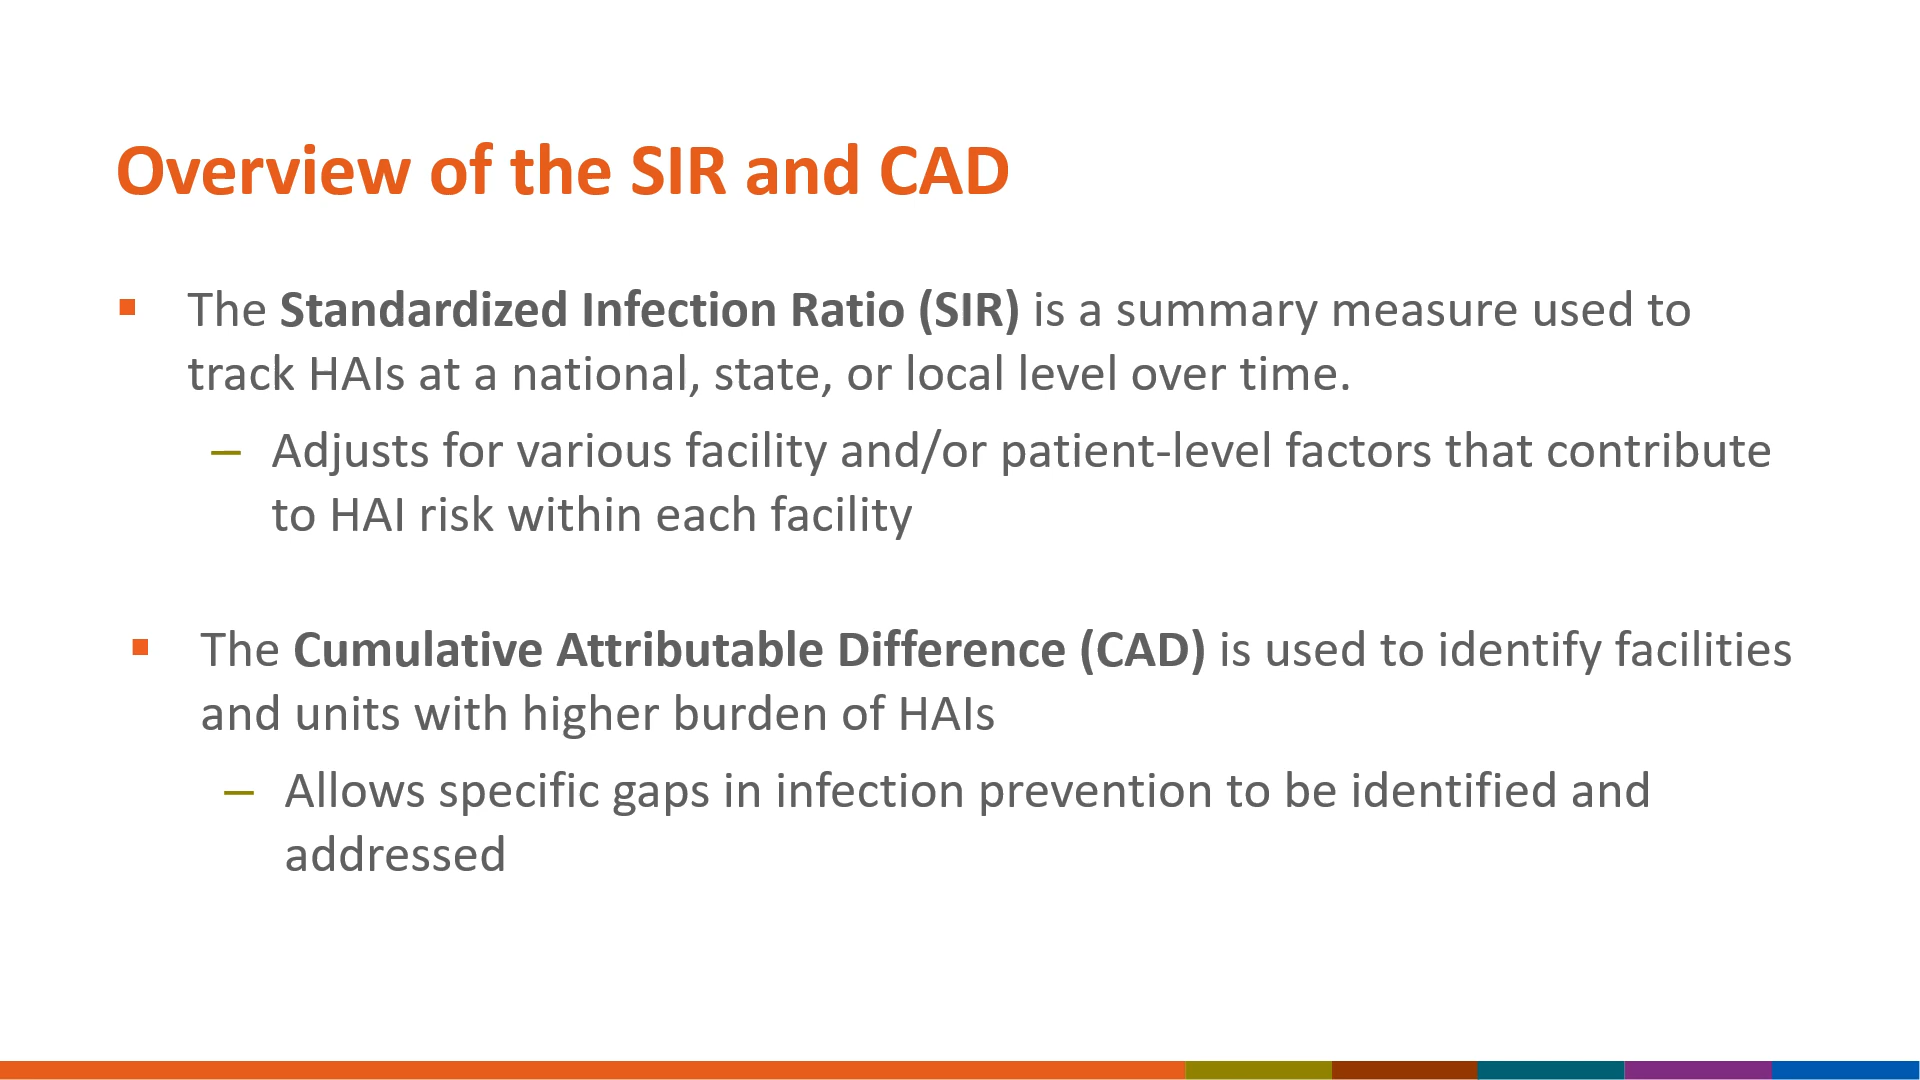 Overview of the SIR and CAD
▪ The Standardized Infection Ratio (SIR) is a summary measure used to
track HAIs at a national, state, or local level over time.
– Adjusts for various facility and/or patient-level factors that contribute
to HAI risk within each facility
▪ The Cumulative Attributable Difference (CAD) is used to identify facilities
and units with higher burden of HAIs
– Allows specific gaps in infection prevention to be identified and
addressed